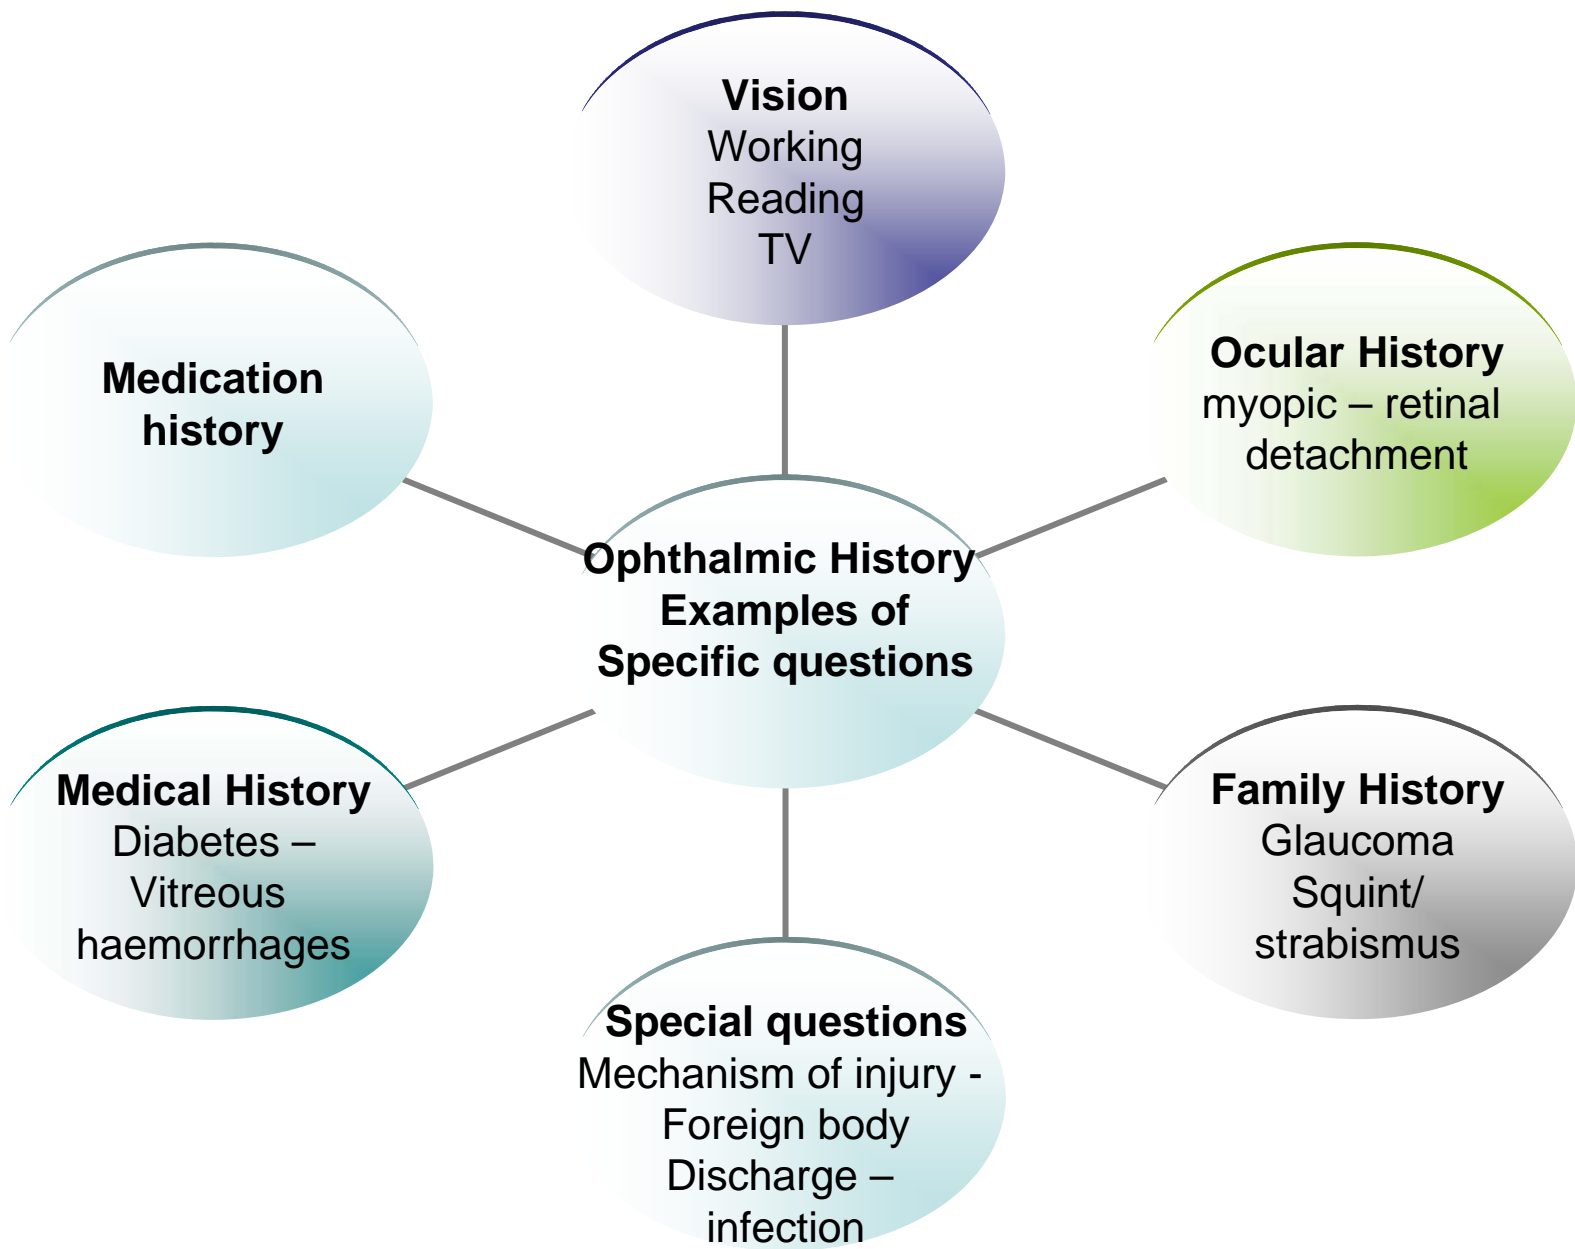 Vision
Working
Reading
TV
Ocular History
myopic – retinal
detachment
Family History
Glaucoma
Squint/
strabismus
Special questions
Mechanism of injury -
Foreign body
Discharge –
infection
Medical History
Diabetes –
Vitreous
haemorrhages
Medication
history
Ophthalmic History
Examples of
Specific questions